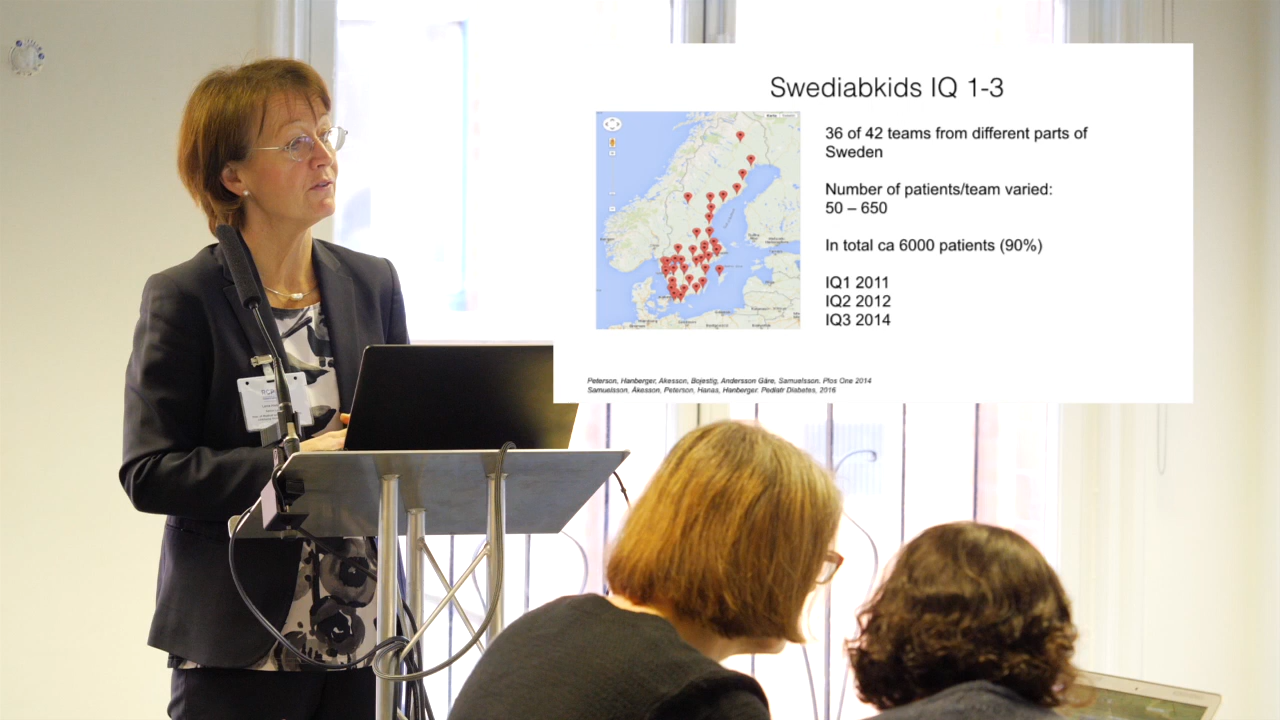 Swediabkids IQ 1-3
36 of 42 teams from different parts of
Sweden
Number of patients/team varied:
50 – 650
In total ca 6000 patients (90%)
IQ1 2011
IQ2 2012
IQ3 2014
Peterson, Hanberger, Akesson, Bojestig, Andersson Gäre, Samuelsson. Plos One 2014
Samuelsson, Åkesson, Peterson, Hanas, Hanberger. Pediatr Diabetes, 2016